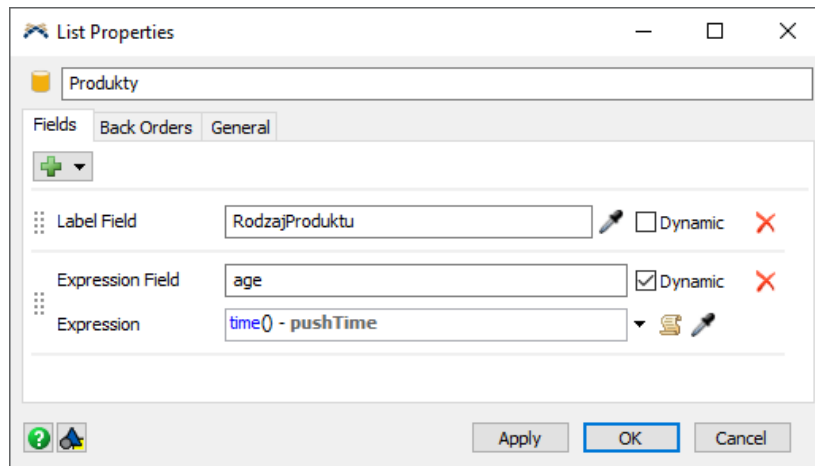 List Properties
Produkty
Fields Back Orders General
Label Field RodzajProduktu Dynamic
Expression Field age Dynamic
Expression time() - pushTime
Apply OK Cancel